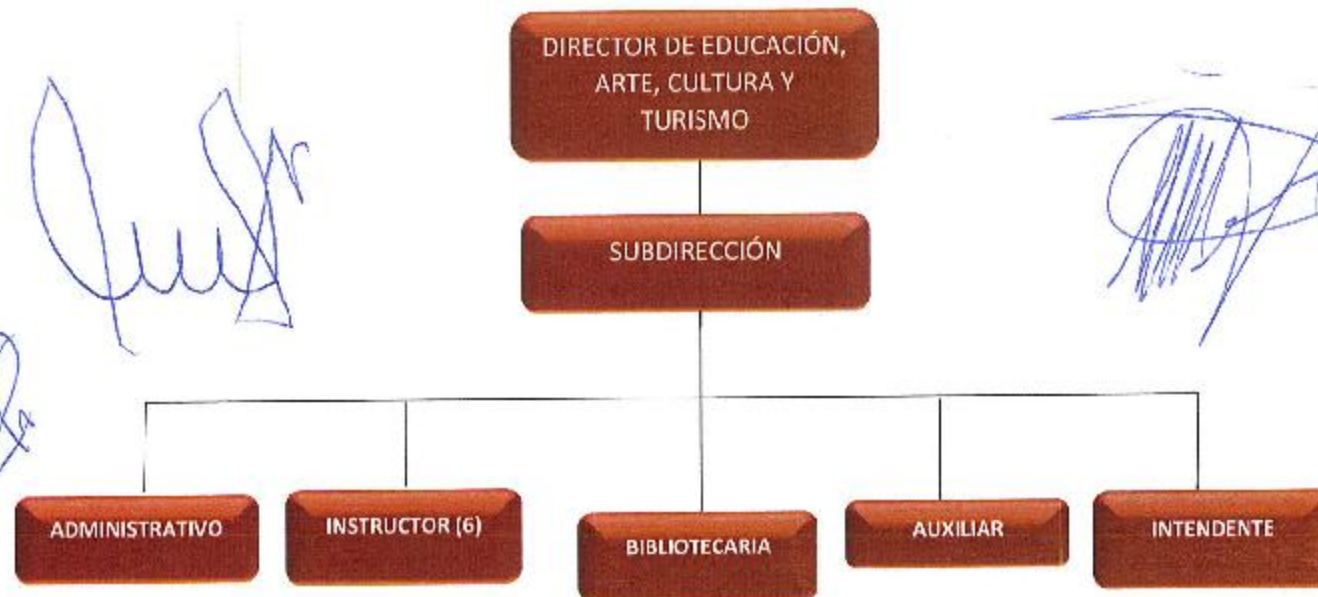 DIRECTOR DE EDUCACIÓN,
ARTE, CULTURA Y
TURISMO
SUBDIRECCIÓN
ADMINISTRATIVO
INSTRUCTOR (6)
BIBLIOTECARIA
AUXILIAR
INTENDENTE